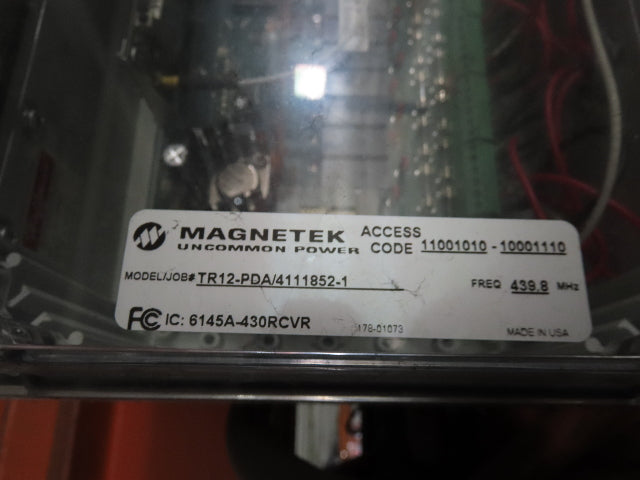 MAGNETEK
UNCOMMON POWER
ACCESS
CODE 11001010 - 10001110
MODEL/JOB# TR12-PDA/4111852-1
FREQ 439.8 MHz
FC IC: 6145A-430RCVR
178-01073
MADE IN USA